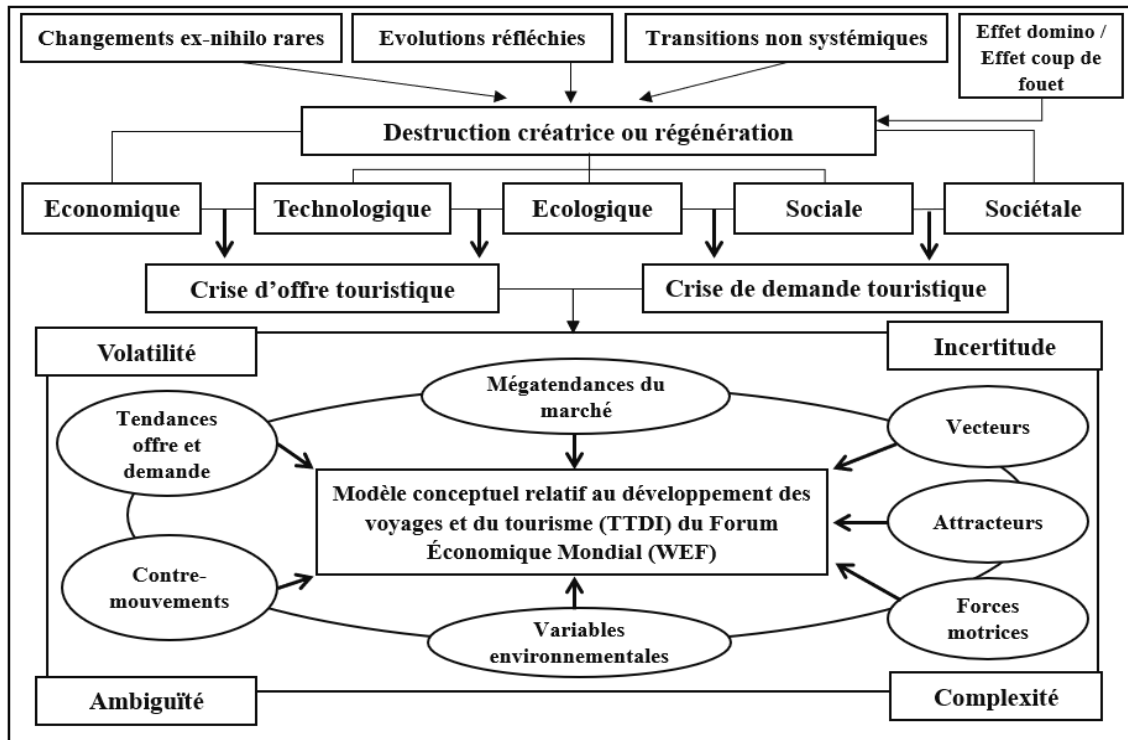 Changements ex-nihilo rares
Evolutions réfléchies
Transitions non systémiques
Effet domino /
Effet coup de
fouet
Destruction créatrice ou régénération
Economique
Technologique
Ecologique
Sociale
Sociétale
Crise d'offre touristique
Crise de demande touristique
Volatilité
Incertitude
Mégatendances du
marché
Tendances
offre et
demande
Vecteurs
Modèle conceptuel relatif au développement des
voyages et du tourisme (TTDI) du Forum
Économique Mondial (WEF)
Attracteurs
Contre-
mouvements
Forces
motrices
Variables
environnementales
Ambiguïté
Complexité